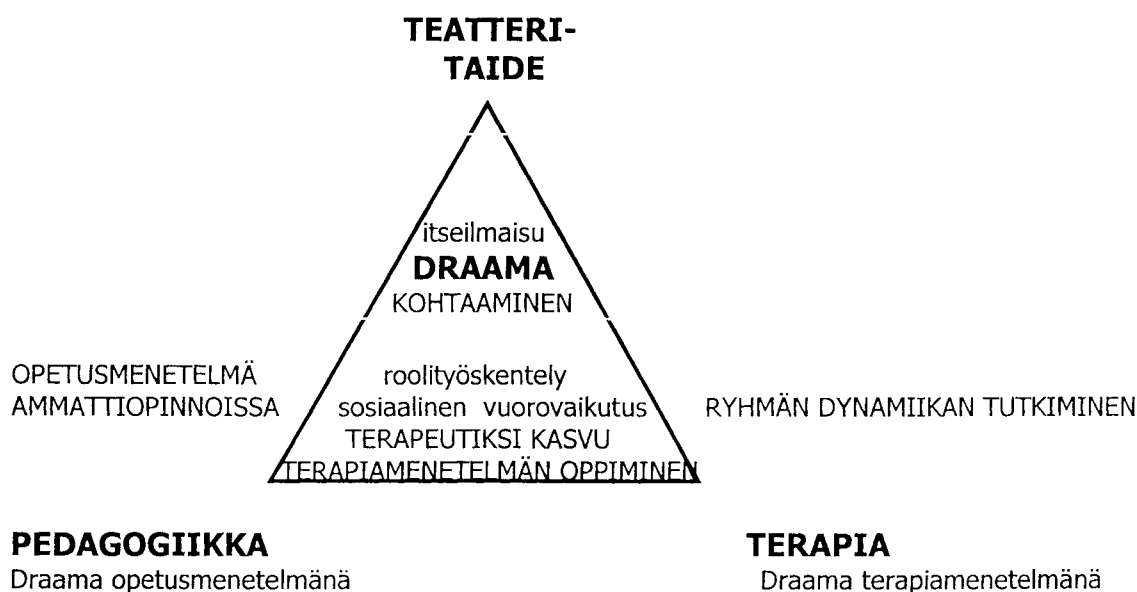 TEATTERI-
TAIDE
itseilmaisu
DRAAMA
KOHTAAMINEN
OPETUSMENETELMÄ
AMMATTIOPINNOISSA
roolityöskentely
sosiaalinen vuorovaikutus
TERAPEUTIKSI KASVU
TERAPIAMENETELMÄN OPPIMINEN
RYHMÄN DYNAMIIKAN TUTKIMINEN
PEDAGOGIIKKA
Draama opetusmenetelmänä
TERAPIA
Draama terapiamenetelmänä